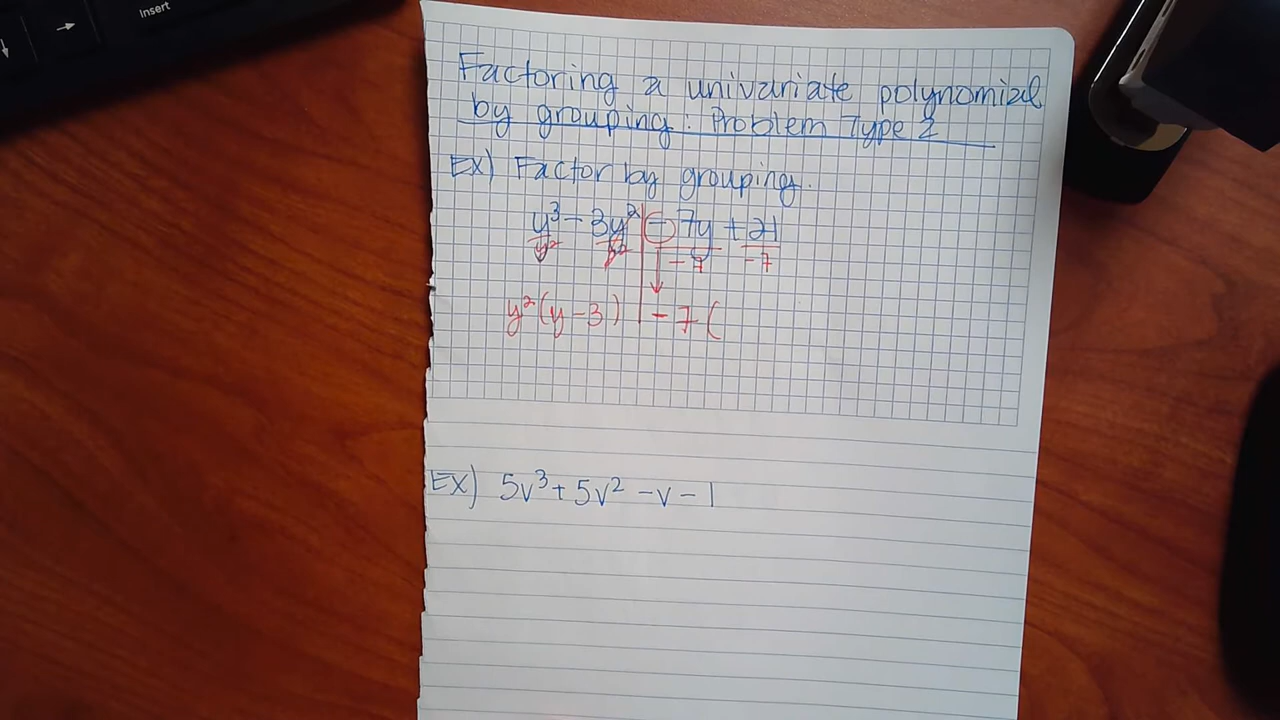 Insert
Factoring a univariate polynomial
by grouping: Problem Type 2
Ex) Factor by grouping.
y³ - 3y² - 7y + 21
y² y² -7 -7
y²(y-3) - 7(
Ex) 5v³ + 5v² - v - 1